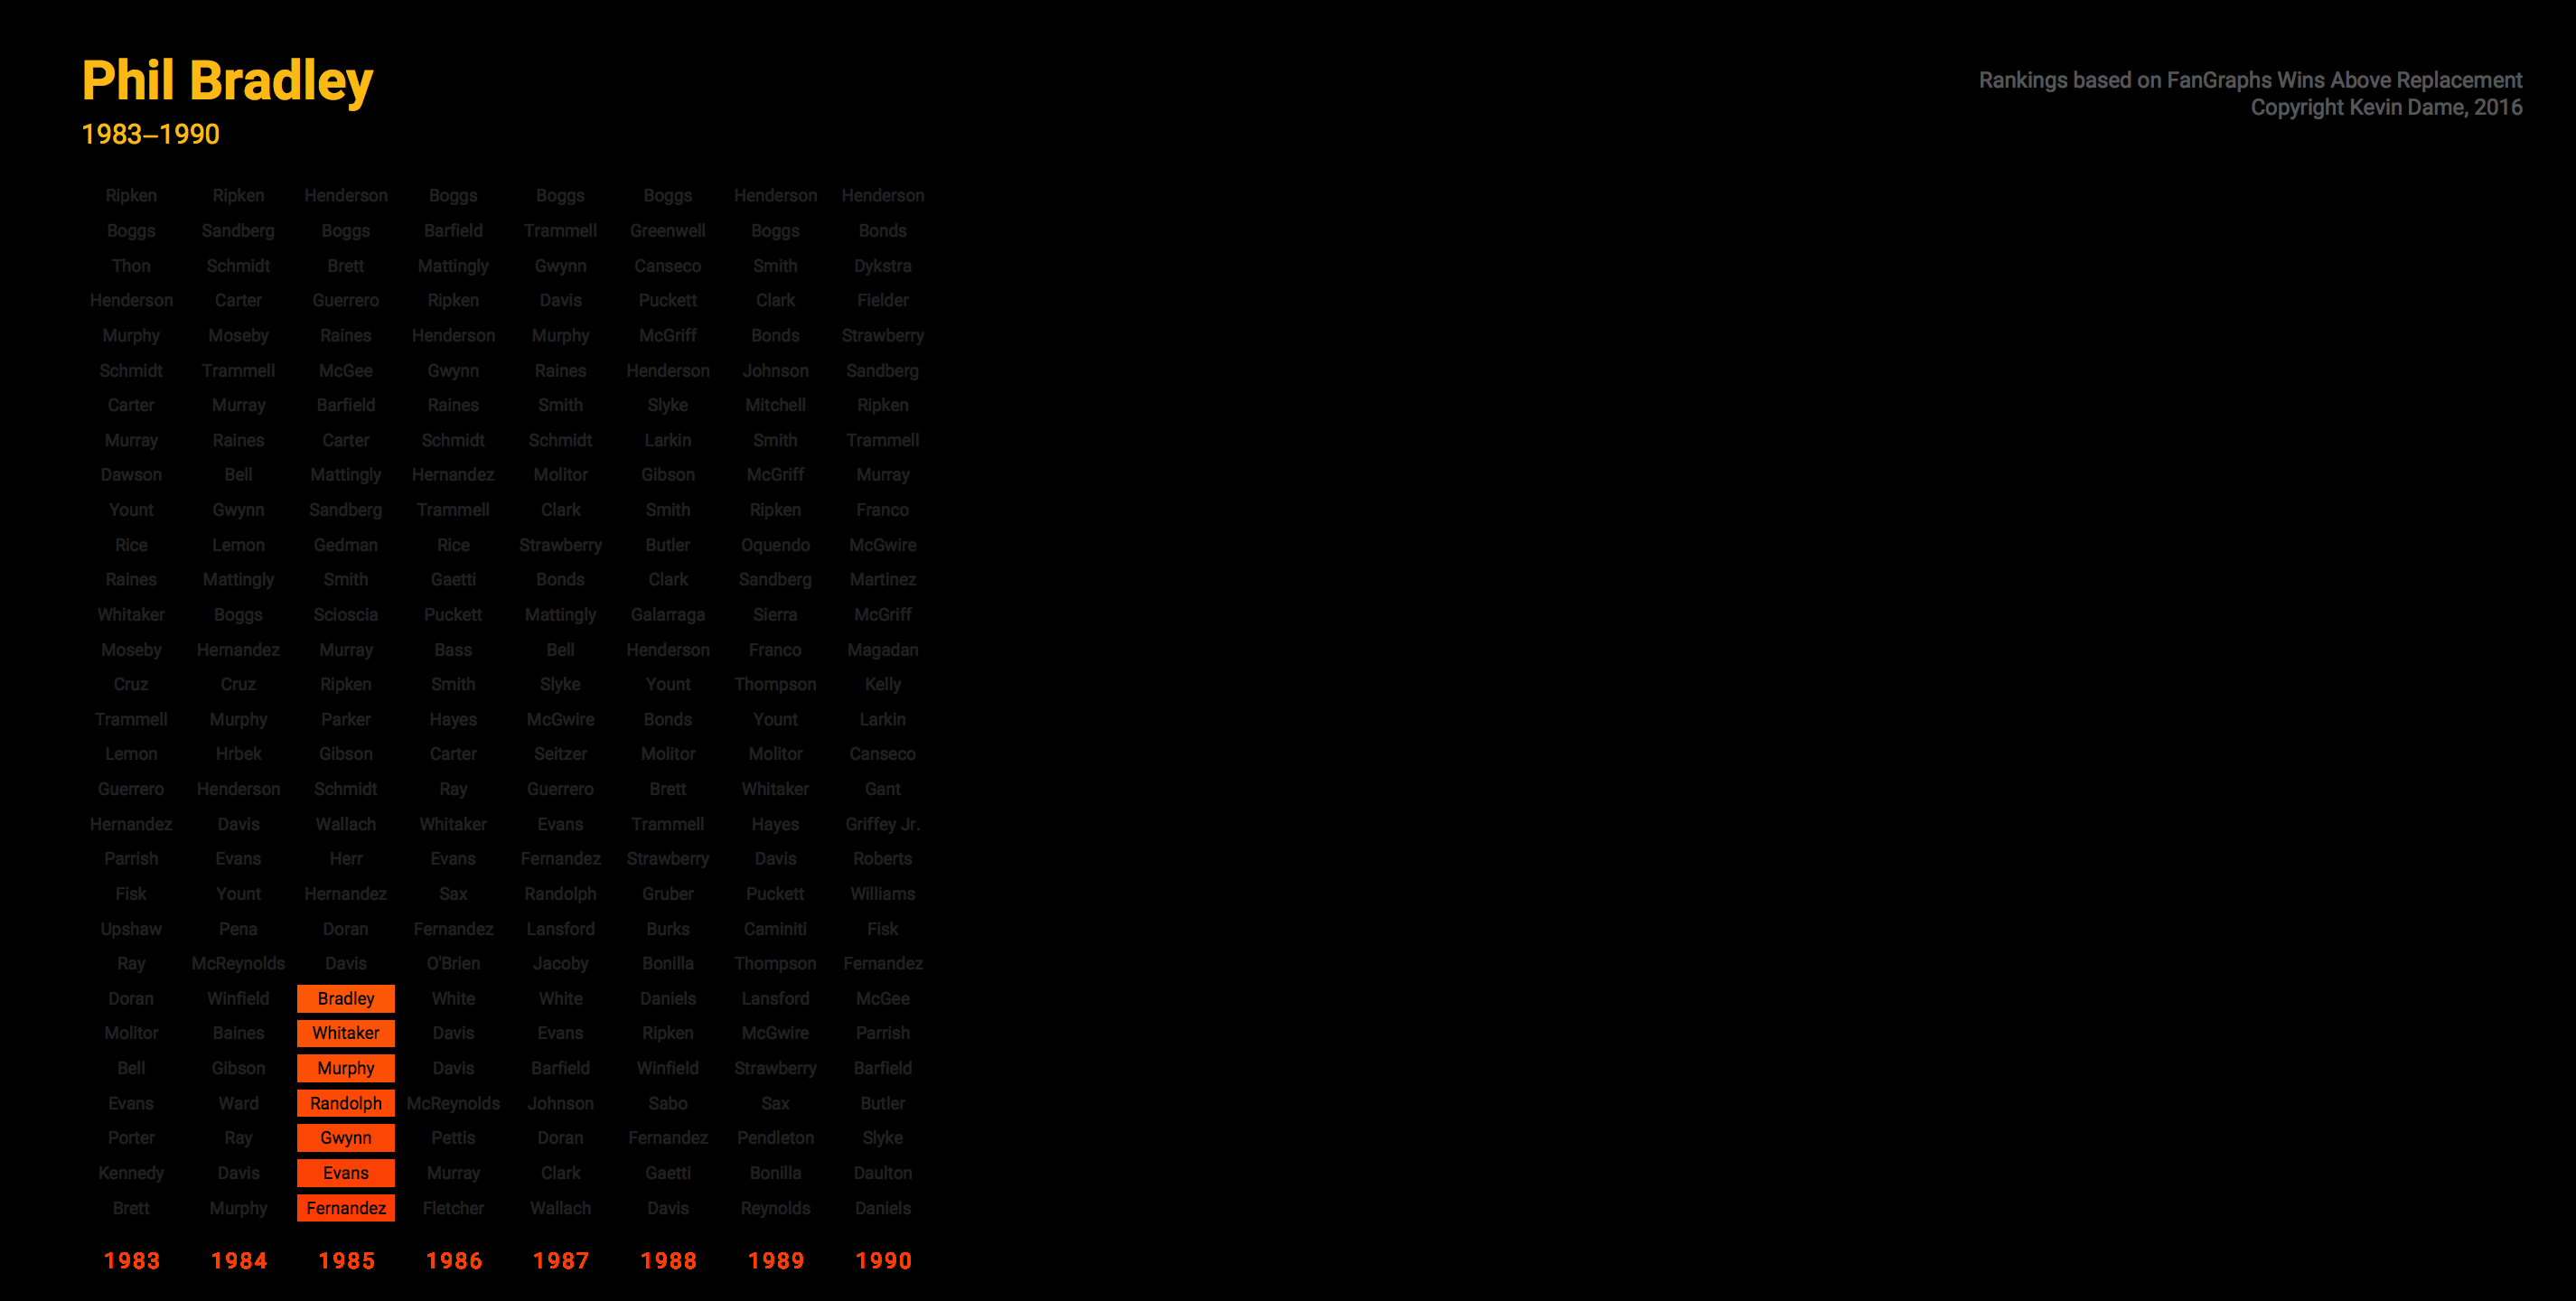 Phil Bradley
1983–1990
Rankings based on FanGraphs Wins Above Replacement
Copyright Kevin Dame, 2016
Ripken Ripken Henderson Boggs Boggs Boggs Henderson Henderson
Boggs Sandberg Boggs Barfield Trammell Greenwell Boggs Bonds
Thon Schmidt Brett Mattingly Gwynn Canseco Smith Dykstra
Henderson Carter Guerrero Ripken Davis Puckett Clark Fielder
Murphy Moseby Raines Henderson Murphy McGriff Bonds Strawberry
Schmidt Trammell McGee Gwynn Raines Henderson Johnson Sandberg
Carter Murray Barfield Raines Smith Slyke Mitchell Ripken
Murray Raines Carter Schmidt Schmidt Larkin Smith Trammell
Dawson Bell Mattingly Hernandez Molitor Gibson McGriff Murray
Yount Gwynn Sandberg Trammell Clark Smith Ripken Franco
Rice Lemon Gedman Rice Strawberry Butler Oquendo McGwire
Raines Mattingly Smith Gaetti Bonds Clark Sandberg Martinez
Whitaker Boggs Scioscia Puckett Mattingly Galarraga Sierra McGriff
Moseby Hernandez Murray Bass Bell Henderson Franco Magadan
Cruz Cruz Ripken Smith Slyke Yount Thompson Kelly
Trammell Murphy Parker Hayes McGwire Bonds Yount Larkin
Lemon Hrbek Gibson Carter Seitzer Molitor Molitor Canseco
Guerrero Henderson Schmidt Ray Guerrero Brett Whitaker Gant
Hernandez Davis Wallach Whitaker Evans Trammell Hayes Griffey Jr.
Parrish Evans Herr Evans Fernandez Strawberry Davis Roberts
Fisk Yount Hernandez Sax Randolph Gruber Puckett Williams
Upshaw Pena Doran Fernandez Lansford Burks Caminiti Fisk
Ray McReynolds Davis O'Brien Jacoby Bonilla Thompson Fernandez
Doran Winfield Bradley White White Daniels Lansford McGee
Molitor Baines Whitaker Davis Evans Ripken McGwire Parrish
Bell Gibson Murphy Davis Barfield Winfield Strawberry Barfield
Evans Ward Randolph McReynolds Johnson Sabo Sax Butler
Porter Ray Gwynn Pettis Doran Fernandez Pendleton Slyke
Kennedy Davis Evans Murray Clark Gaetti Bonilla Daulton
Brett Murphy Fernandez Fletcher Wallach Davis Reynolds Daniels
1983 1984 1985 1986 1987 1988 1989 1990